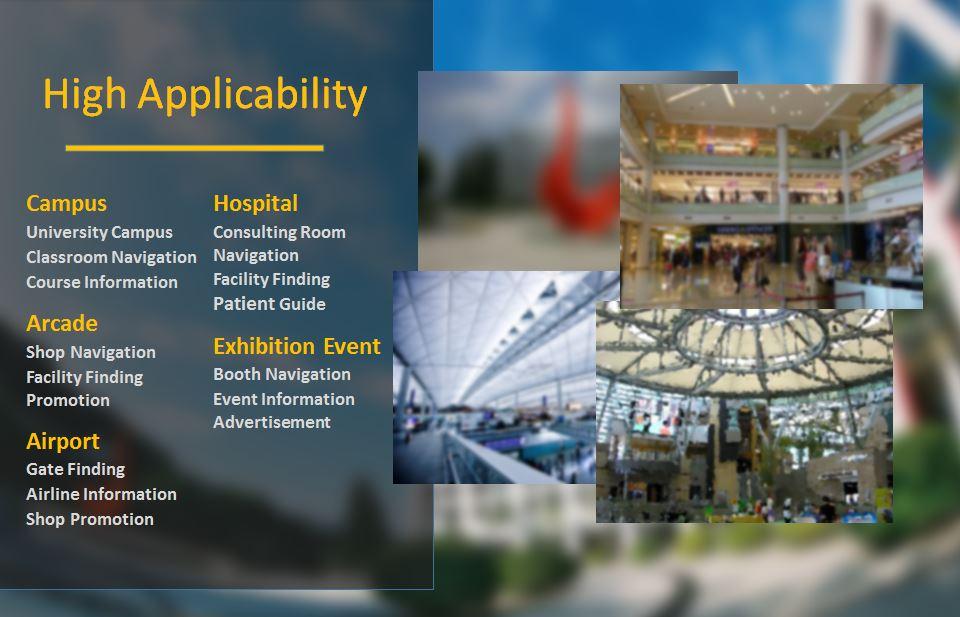 High Applicability
Campus
University Campus
Classroom Navigation
Course Information
Arcade
Shop Navigation
Facility Finding
Promotion
Airport
Gate Finding
Airline Information
Shop Promotion
Hospital
Consulting Room
Navigation
Facility Finding
Patient Guide
Exhibition Event
Booth Navigation
Event Information
Advertisement